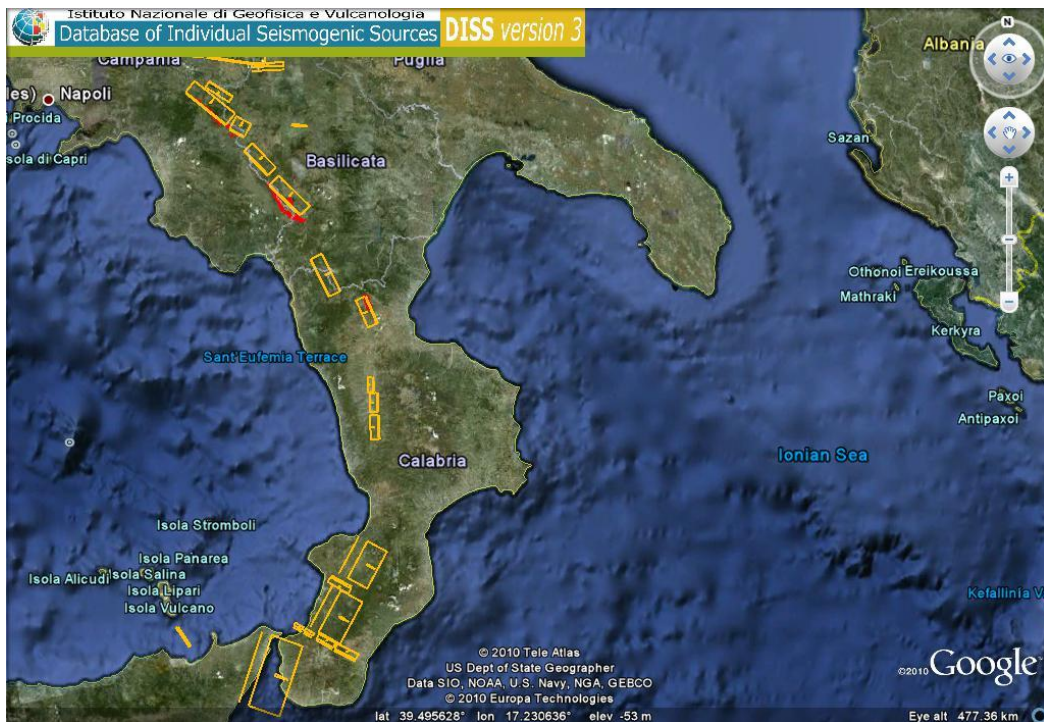 Istituto Nazionale di Geofisica e Vulcanologia
Database of Individual Seismogenic Sources DISS version 3
Campania
Puglia
Albania
N
les) Napoli
i Procida
sola di Capri
Sazan
Basilicata
Othonoi Ereikoussa
Mathraki
Kerkyra
Sant'Eufemia Terrace
Paxoi
Antipaxoi
Calabria
Ionian Sea
Isola Stromboli
Isola Panarea
Isola Alicudi Isola Salina
Isola Lipari
Isola Vulcano
Kefallinia V
© 2010 Tele Atlas
US Dept of State Geographer
Data SIO, NOAA, U.S. Navy, NGA, GEBCO
© 2010 Europa Technologies
©2010 Google
lat 39.495628° lon 17.230636° elev -53 m
Eye alt 477.36 km